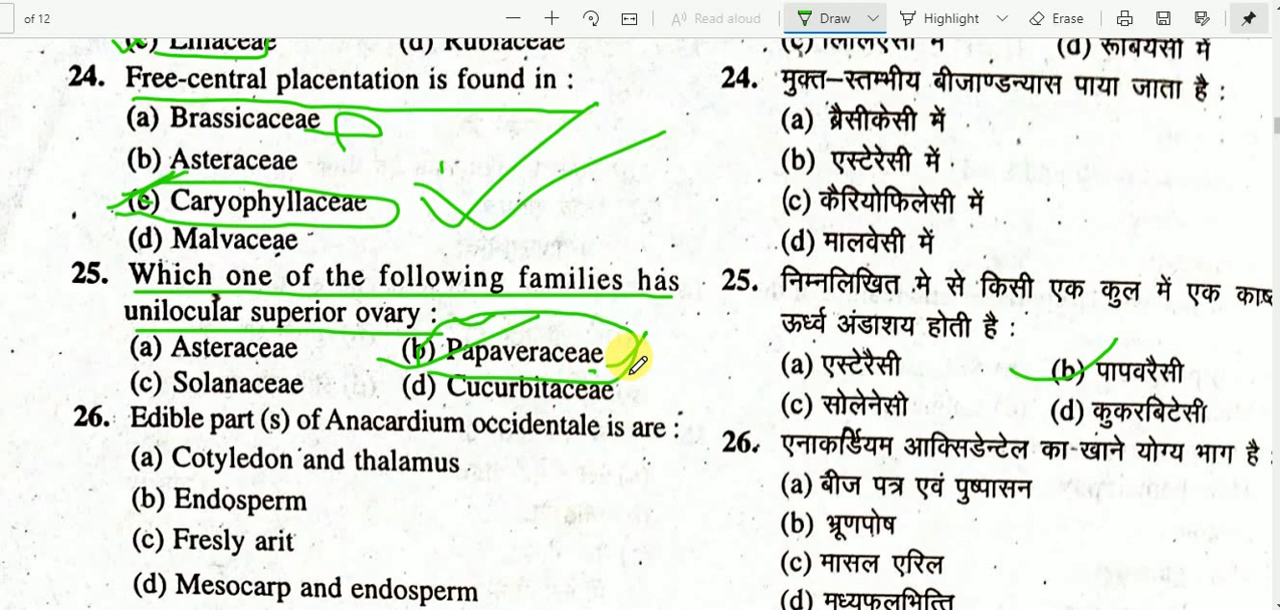 of 12
Read aloud
Draw
Highlight
Erase
(c) Liliaceae (d) Rubiaceae
24. Free-central placentation is found in :
(a) Brassicaceae
(b) Asteraceae
(c) Caryophyllaceae
(d) Malvaceae
25. Which one of the following families has
unilocular superior ovary :
(a) Asteraceae (b) Papaveraceae
(c) Solanaceae (d) Cucurbitaceae
26. Edible part (s) of Anacardium occidentale is are :
(a) Cotyledon and thalamus
(b) Endosperm
(c) Fresly arit
(d) Mesocarp and endosperm
(c) लिलिएसी में (d) रूबियेसी में
24. मुक्त-स्तम्भीय बीजाण्डन्यास पाया जाता है :
(a) ब्रैसीकेसी में
(b) एस्टेरेसी में
(c) कैरियोफिलेसी में
(d) मालवेसी में
25. निम्नलिखित मे से किसी एक कुल में एक
ऊर्ध्व अंडाशय होती है :
(a) एस्टेरैसी (b) पापवरैसी
(c) सोलेनेसी (d) कुकरबिटेसी
26. एनाकर्डियम आक्सिडेन्टेल का खाने योग्य भाग है :
(a) बीज पत्र एवं पुष्पासन
(b) भ्रूणपोष
(c) मासल एरिल
(d) मध्यफलभित्ति